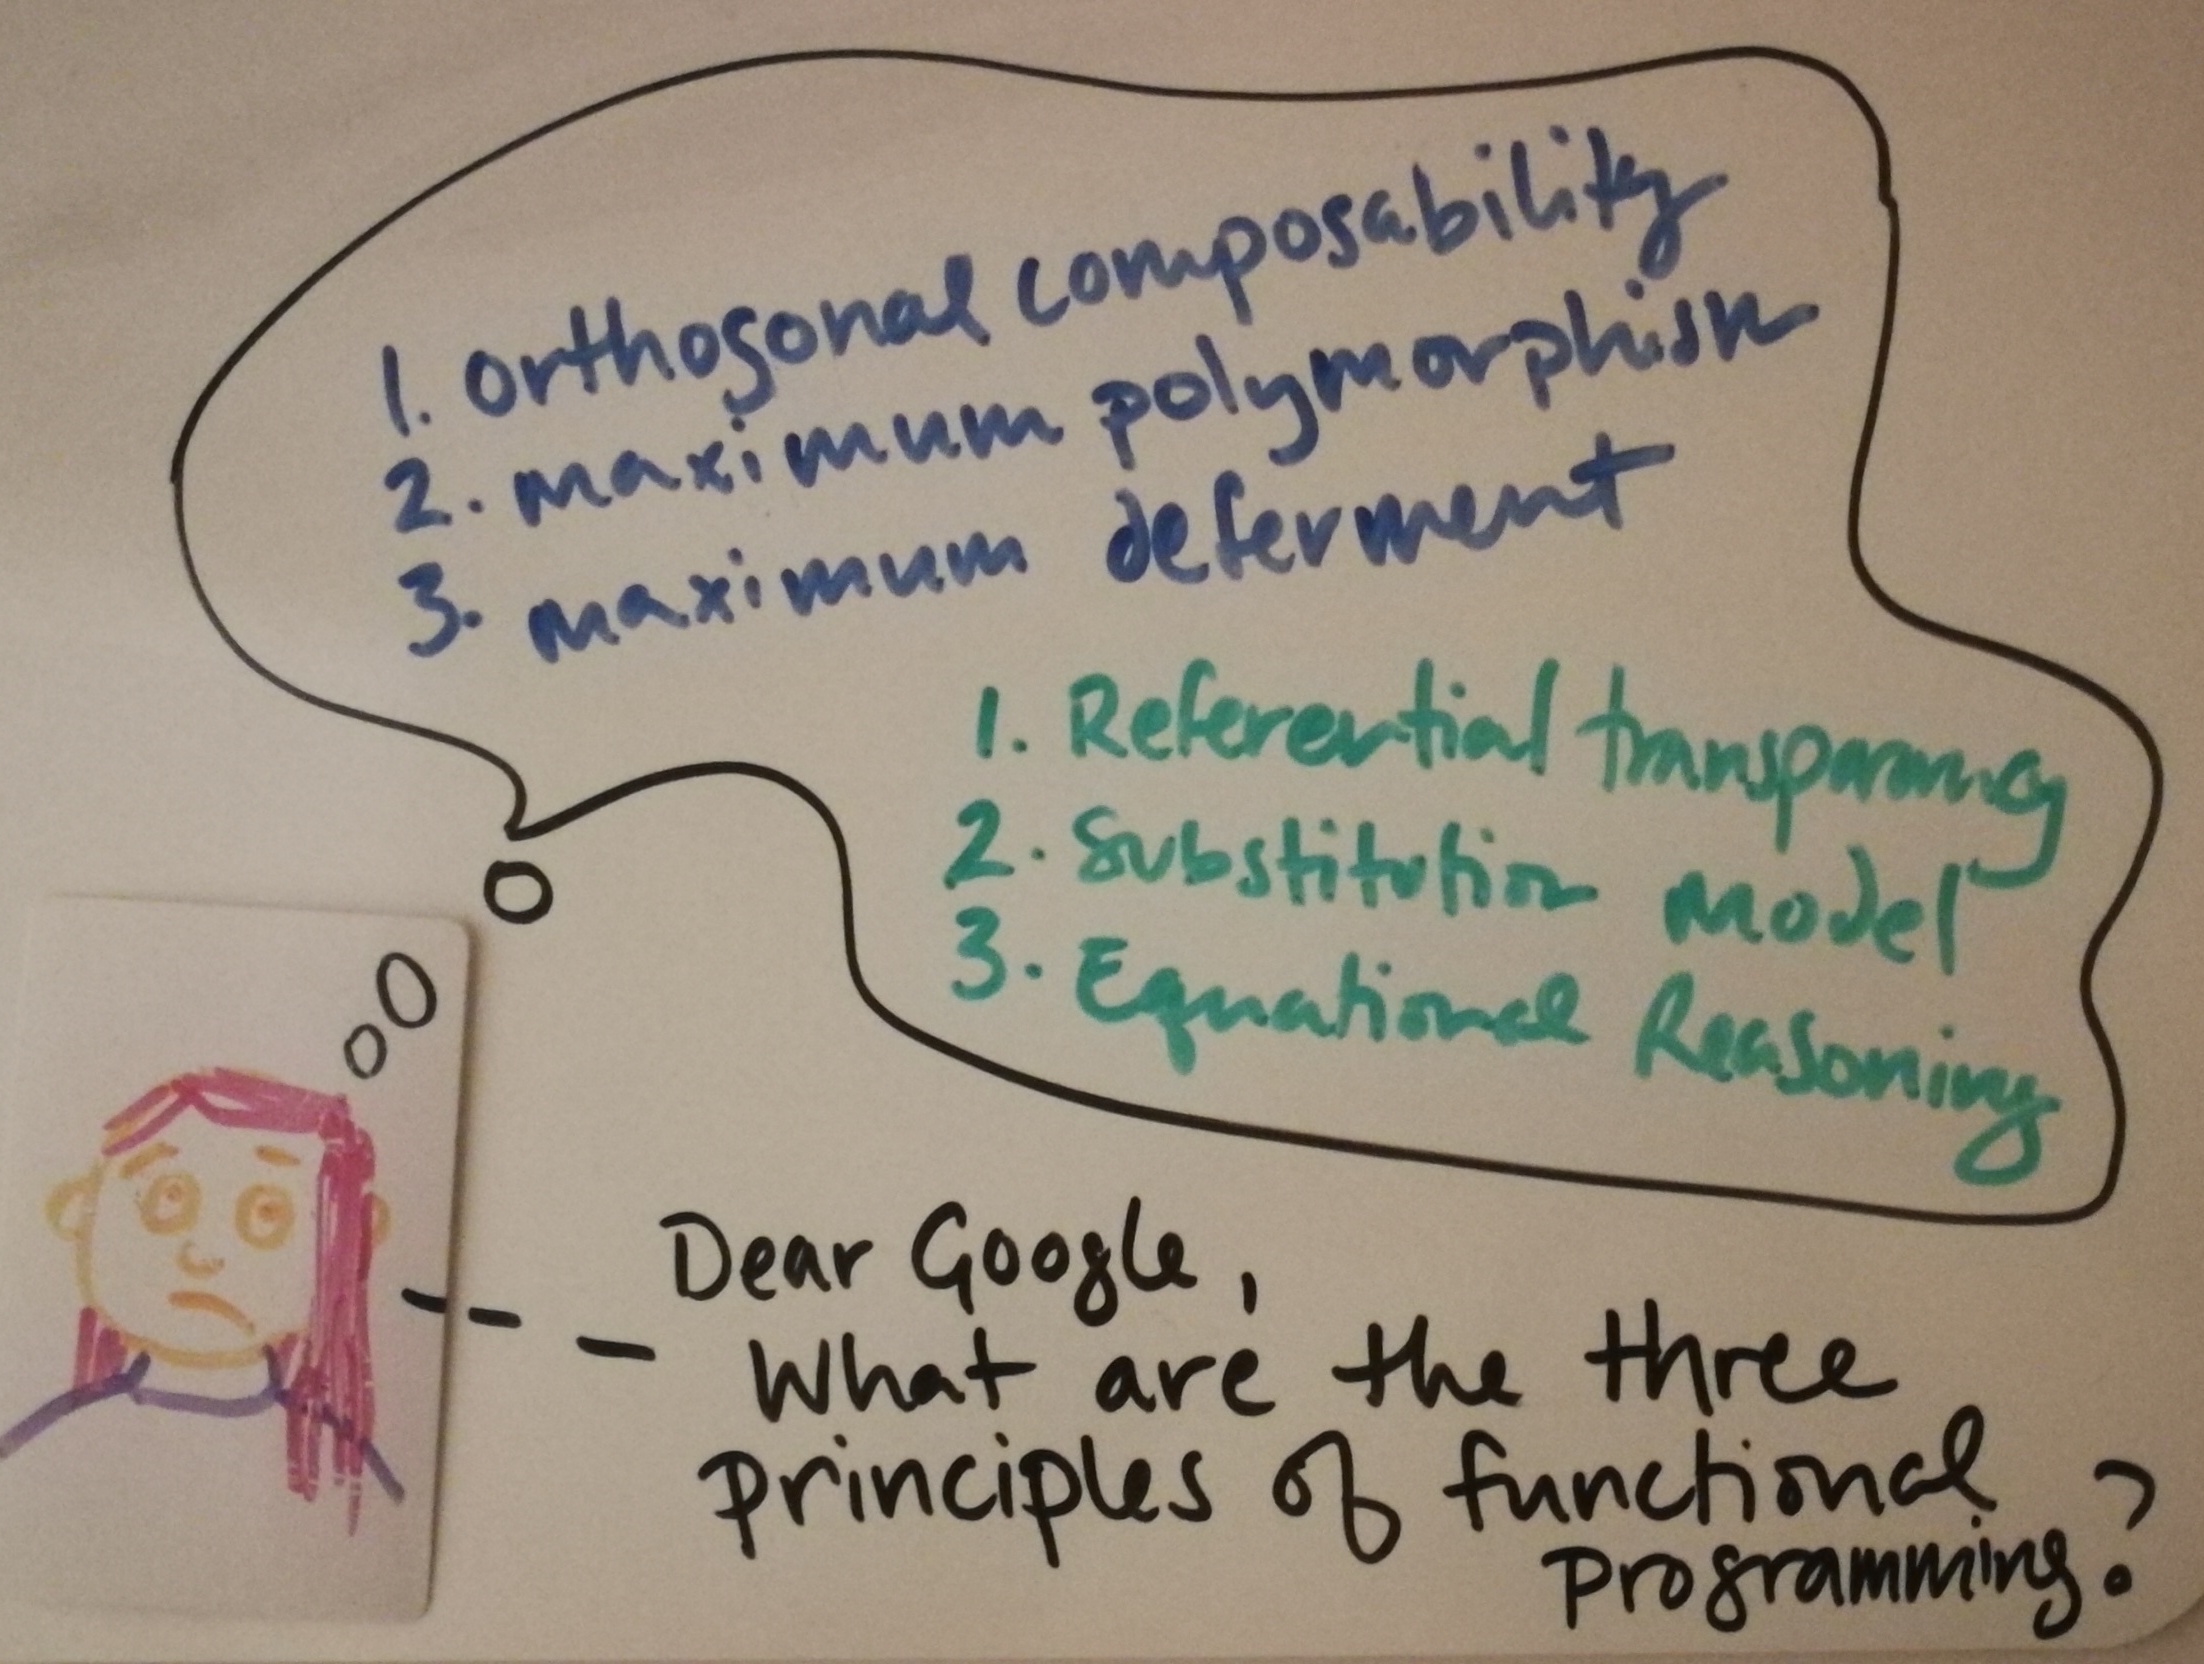 1. orthogonal composability
2. maximum polymorphism
3. maximum deferment
1. Referential transparency
2. Substitution model
3. Equational Reasoning
Dear Google,
What are the three
principles of functional
programming?